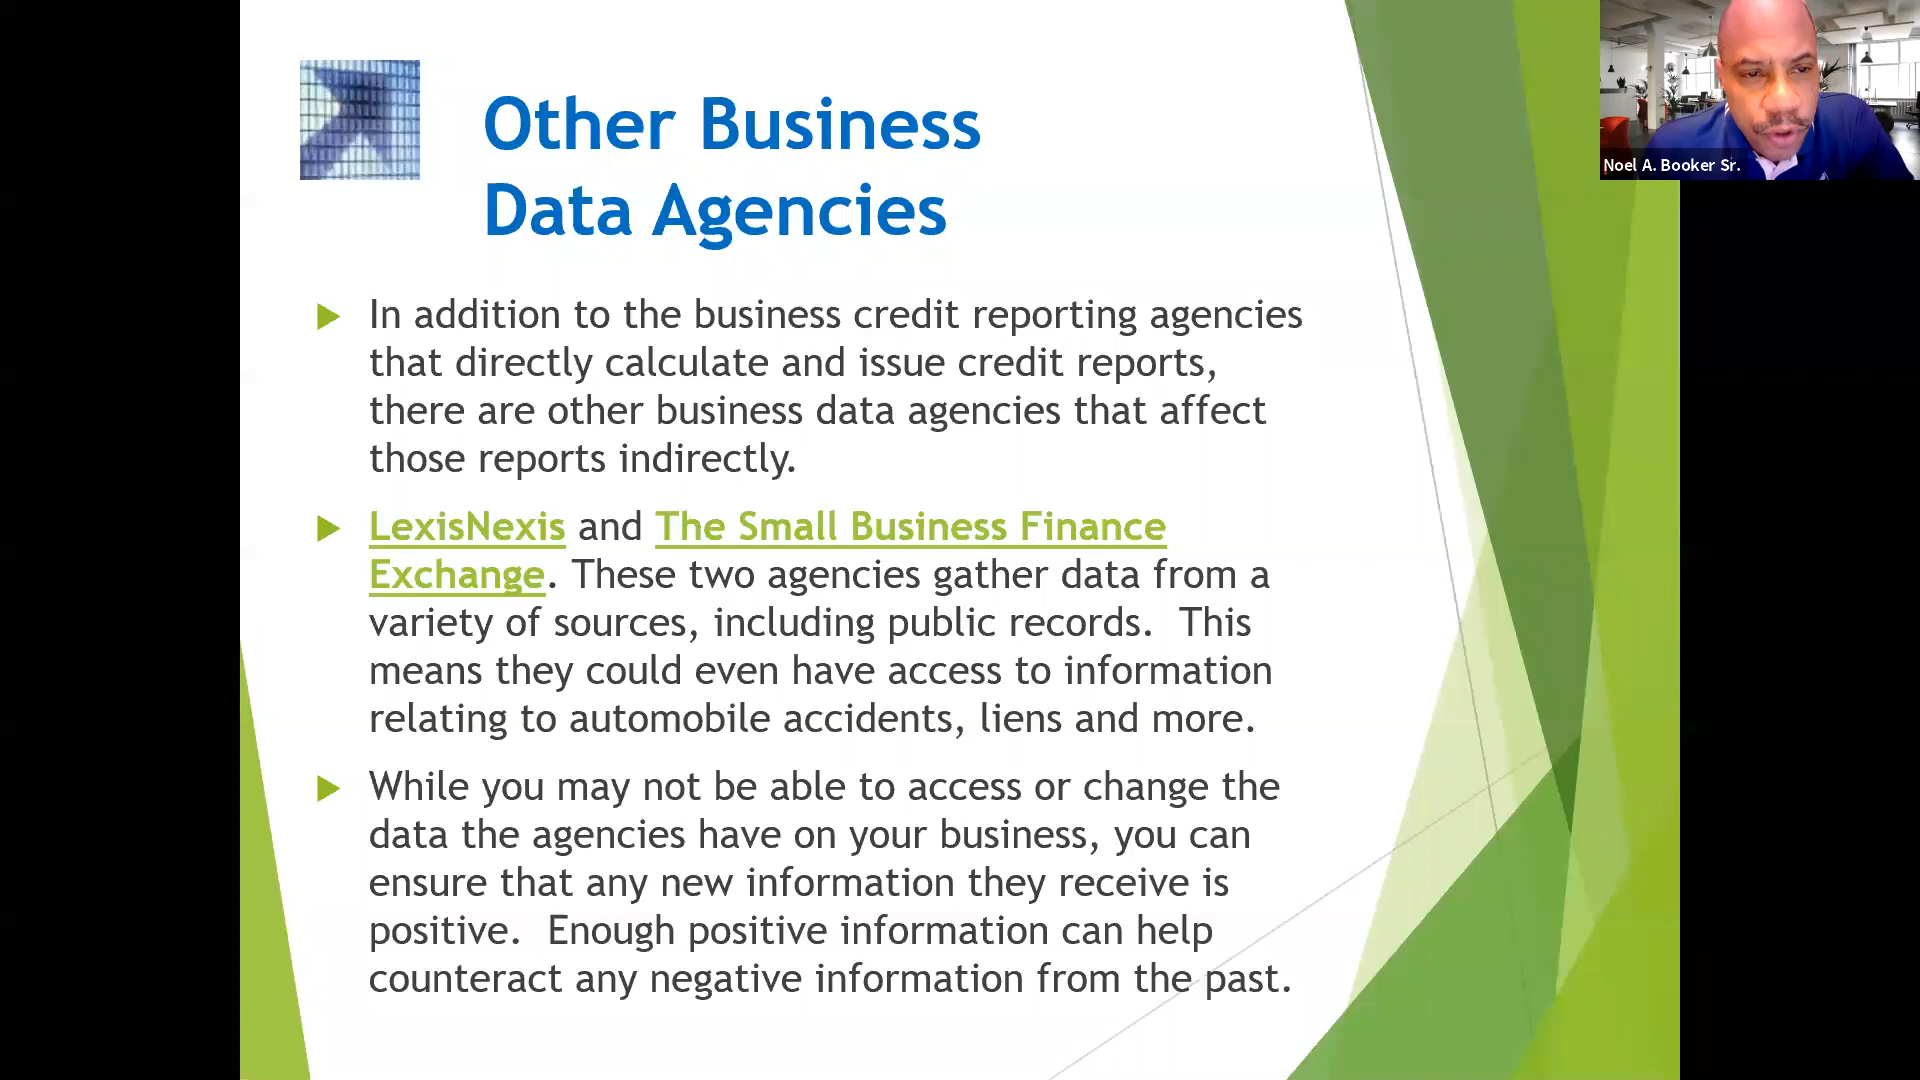 Other Business
Data Agencies
In addition to the business credit reporting agencies
that directly calculate and issue credit reports,
there are other business data agencies that affect
those reports indirectly.
LexisNexis and The Small Business Finance
Exchange. These two agencies gather data from a
variety of sources, including public records.  This
means they could even have access to information
relating to automobile accidents, liens and more.
While you may not be able to access or change the
data the agencies have on your business, you can
ensure that any new information they receive is
positive.  Enough positive information can help
counteract any negative information from the past.
Noel A. Booker Sr.